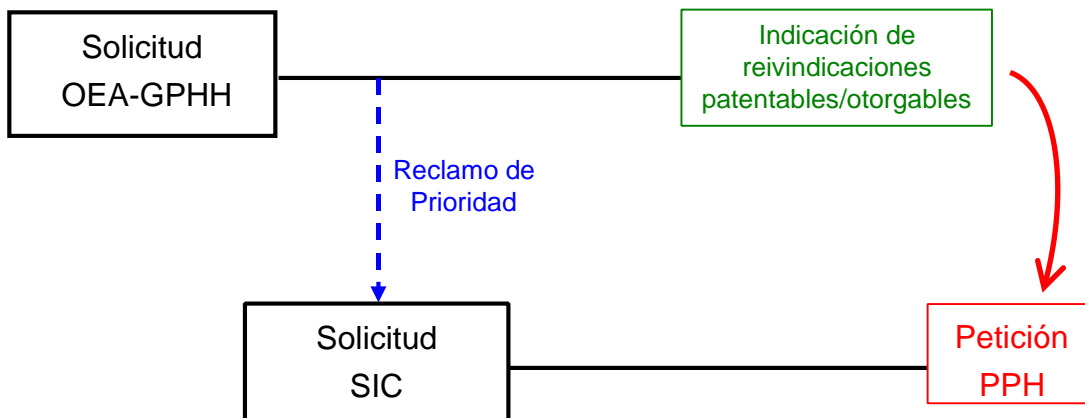 Solicitud
OEA-GPHH
Indicación de
reivindicaciones
patentables/otorgables
Reclamo de
Prioridad
Solicitud
SIC
Petición
PPH